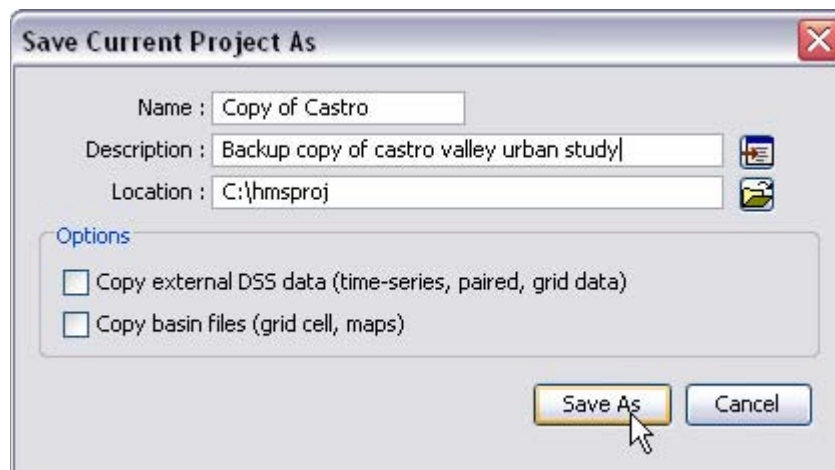 Save Current Project As
Name : Copy of Castro
Description : Backup copy of castro valley urban study
Location : C:\hmsproj
Options
Copy external DSS data (time-series, paired, grid data)
Copy basin files (grid cell, maps)
Save As Cancel